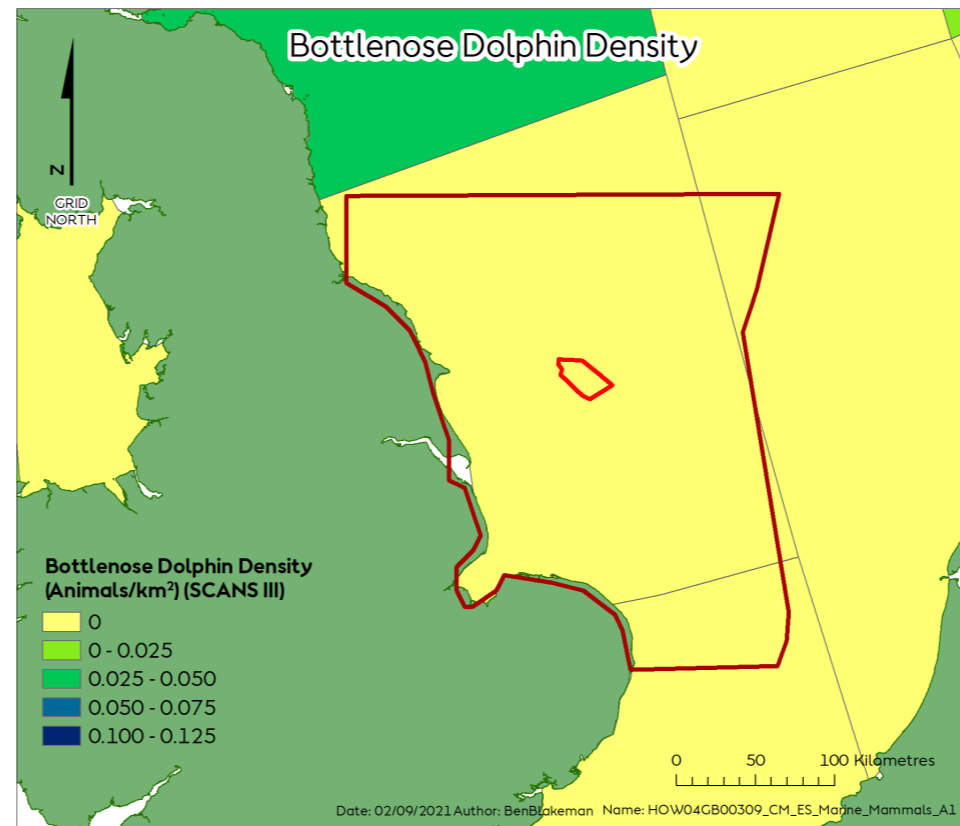 Bottlenose Dolphin Density
N
GRID
NORTH
Bottlenose Dolphin Density
(Animals/km²) (SCANS III)
0
0 - 0.025
0.025 - 0.050
0.050 - 0.075
0.100 - 0.125
0 50 100 Kilometres
Date: 02/09/2021 Author: BenBlakeman Name: HOW04GB00309_CM_ES_Marine_Mammals_A1